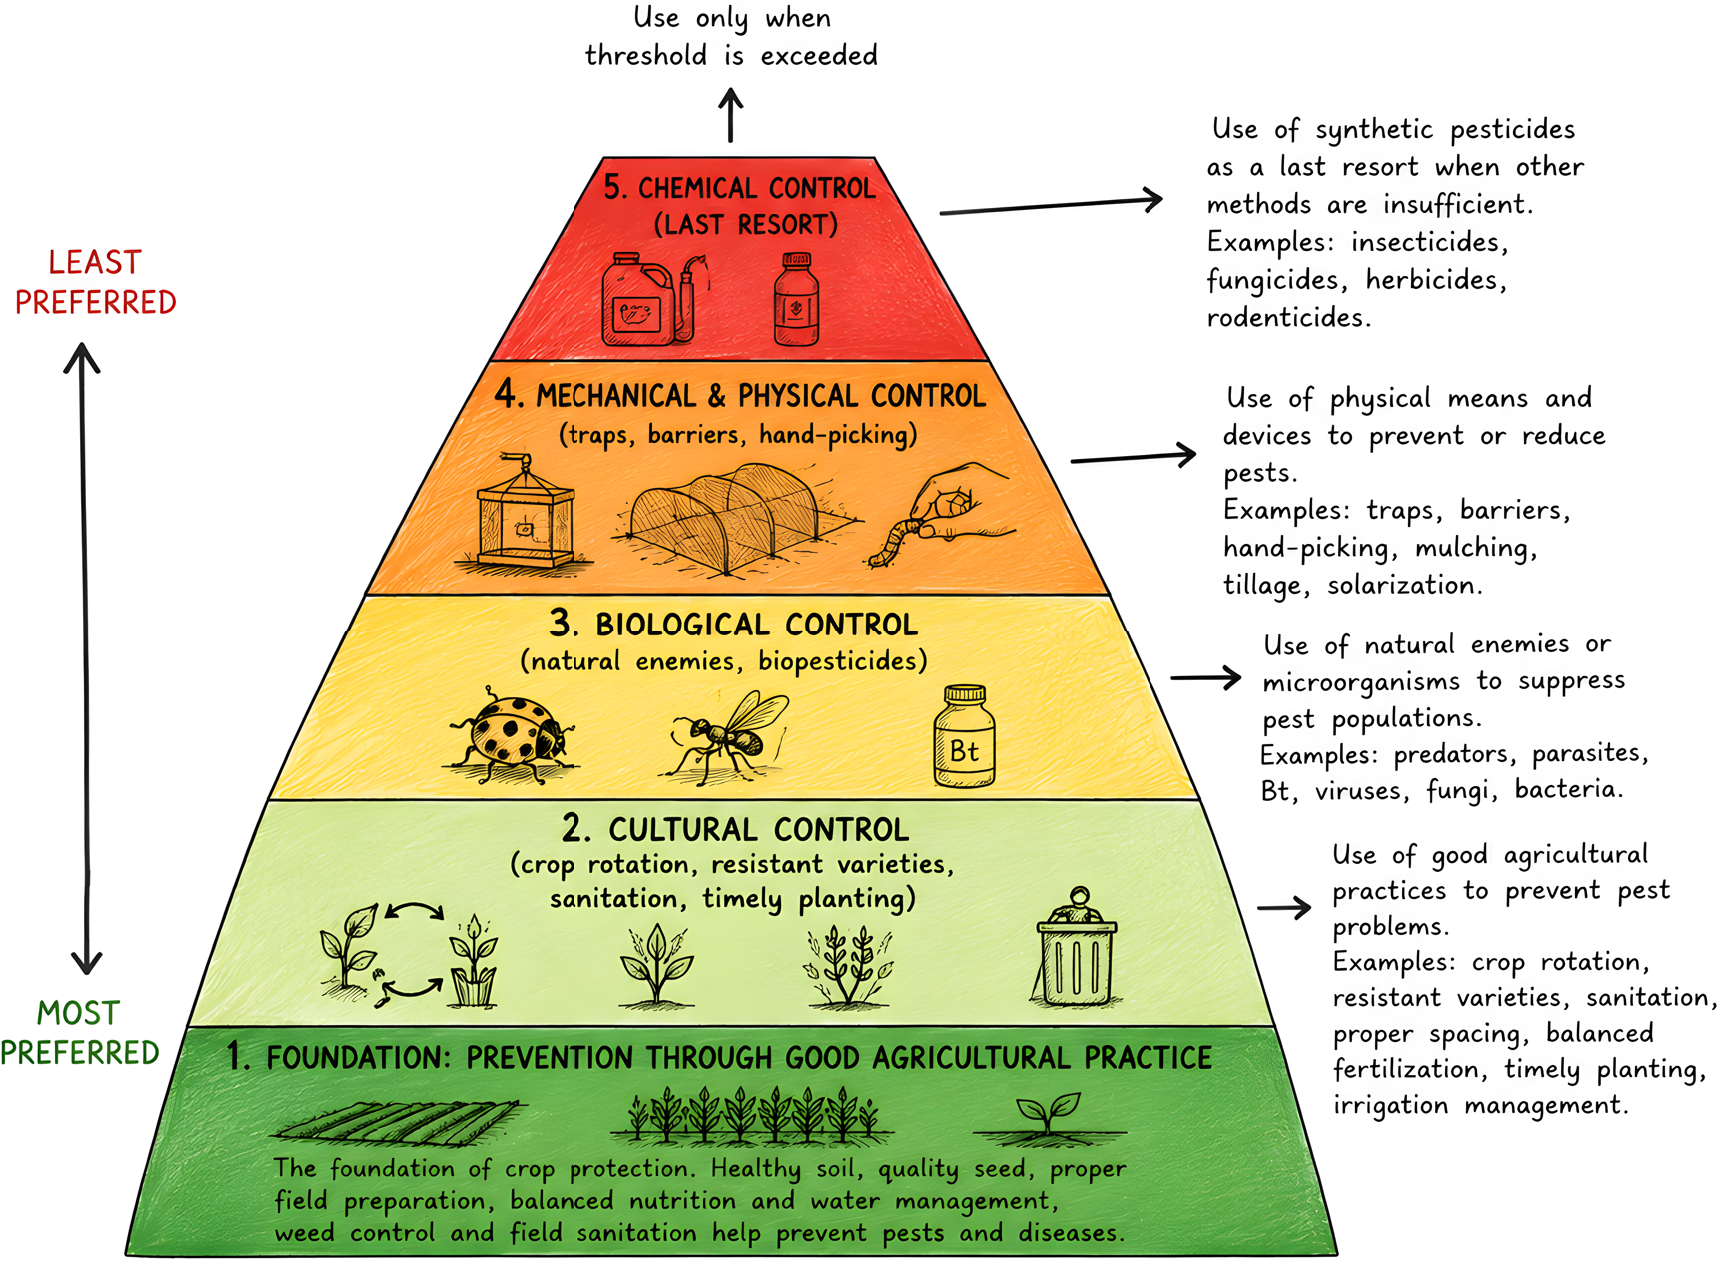 Use only when
threshold is exceeded
5. CHEMICAL CONTROL
(LAST RESORT)
Use of synthetic pesticides
as a last resort when other
methods are insufficient.
Examples: insecticides,
fungicides, herbicides,
rodenticides.
LEAST
PREFERRED
4. MECHANICAL & PHYSICAL CONTROL
(traps, barriers, hand-picking)
Use of physical means and
devices to prevent or reduce
pests.
Examples: traps, barriers,
hand-picking, mulching,
tillage, solarization.
3. BIOLOGICAL CONTROL
(natural enemies, biopesticides)
Bt
Use of natural enemies or
microorganisms to suppress
pest populations.
Examples: predators, parasites,
Bt, viruses, fungi, bacteria.
2. CULTURAL CONTROL
(crop rotation, resistant varieties,
sanitation, timely planting)
Use of good agricultural
practices to prevent pest
problems.
Examples: crop rotation,
resistant varieties, sanitation,
proper spacing, balanced
fertilization, timely planting,
irrigation management.
MOST
PREFERRED
1. FOUNDATION: PREVENTION THROUGH GOOD AGRICULTURAL PRACTICE
The foundation of crop protection. Healthy soil, quality seed, proper
field preparation, balanced nutrition and water management,
weed control and field sanitation help prevent pests and diseases.